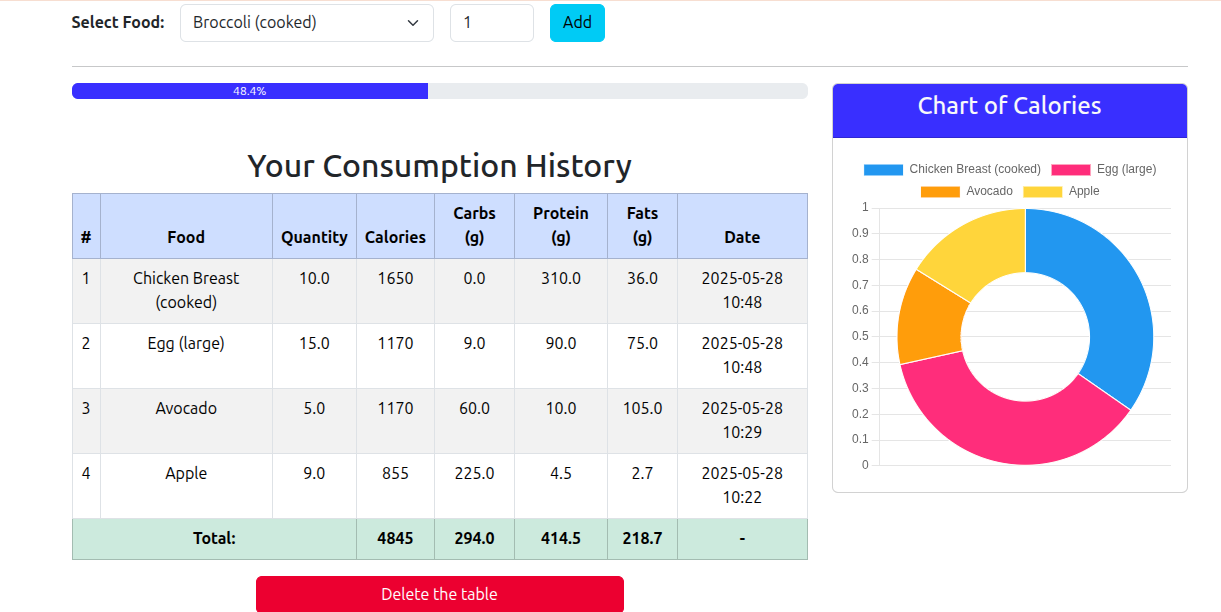 Select Food: Broccoli (cooked) 1 Add
48.4%
Your Consumption History
# Food Quantity Calories Carbs (g) Protein (g) Fats (g) Date
1 Chicken Breast (cooked) 10.0 1650 0.0 310.0 36.0 2025-05-28 10:48
2 Egg (large) 15.0 1170 9.0 90.0 75.0 2025-05-28 10:48
3 Avocado 5.0 1170 60.0 10.0 105.0 2025-05-28 10:29
4 Apple 9.0 855 225.0 4.5 2.7 2025-05-28 10:22
Total: 4845 294.0 414.5 218.7 -
Delete the table
Chart of Calories
Chicken Breast (cooked) Egg (large)
Avocado Apple
1
0.9
0.8
0.7
0.6
0.5
0.4
0.3
0.2
0.1
0